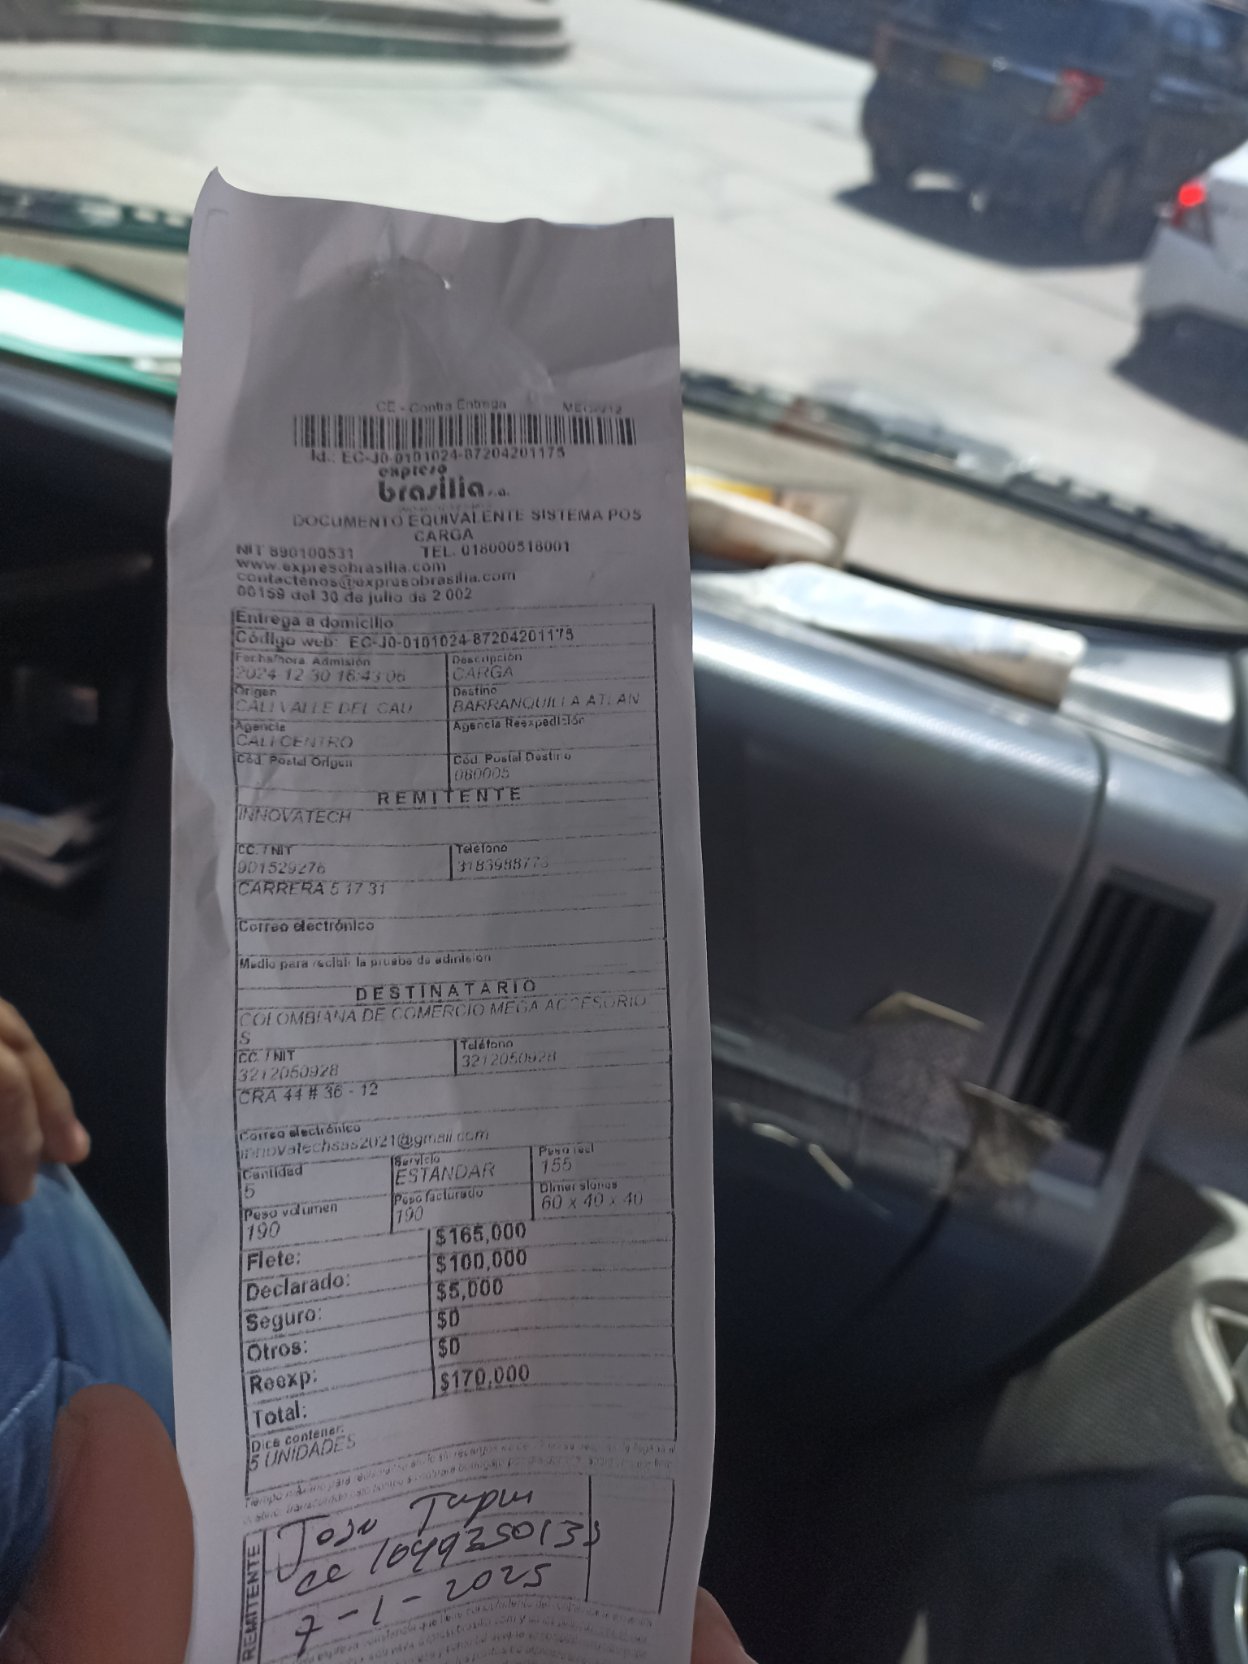 CE - Contra Entrega
Id.: EC-J0-0101024-87204201175
expreso
brasilia s.a.
DOCUMENTO EQUIVALENTE SISTEMA POS
CARGA
NIT 890100531 TEL. 018000518001
www.expresobrasilia.com
contactenos@expresobrasilia.com
00159 del 30 de julio de 2.002
Entrega a domicilio
Código web: EC-J0-0101024-87204201175
Fecha/hora Admisión Descripción
2024-12-30 16:43:06 CARGA
Origen Destino
CALI VALLE DEL CAU BARRANQUILLA ATLAN
Agencia Agencia Reexpedición
CALI CENTRO
Cód. Postal Origen Cód. Postal Destino
080005
REMITENTE
INNOVATECH
CC. / NIT Teléfono
901529276
CARRERA 5 17 31
Correo electrónico
Medio para recibir la prueba de admisión
DESTINATARIO
COLOMBIANA DE COMERCIO MEGA ACCESORIO
S
CC. / NIT Teléfono
3212050928 3212050928
CRA 44 # 36 - 12
Correo electrónico
innovatechsas2021@gmail.com
Cantidad Servicio Peso real
5 ESTANDAR 155
Peso volumen Peso facturado Dimensiones
190 190 60 x 40 x 40
Flete: $165,000
Declarado: $100,000
Seguro: $5,000
Otros: $0
Reexp: $0
Total: $170,000
Dice contener:
5 UNIDADES
REMITENTE
CC
7-1-2025